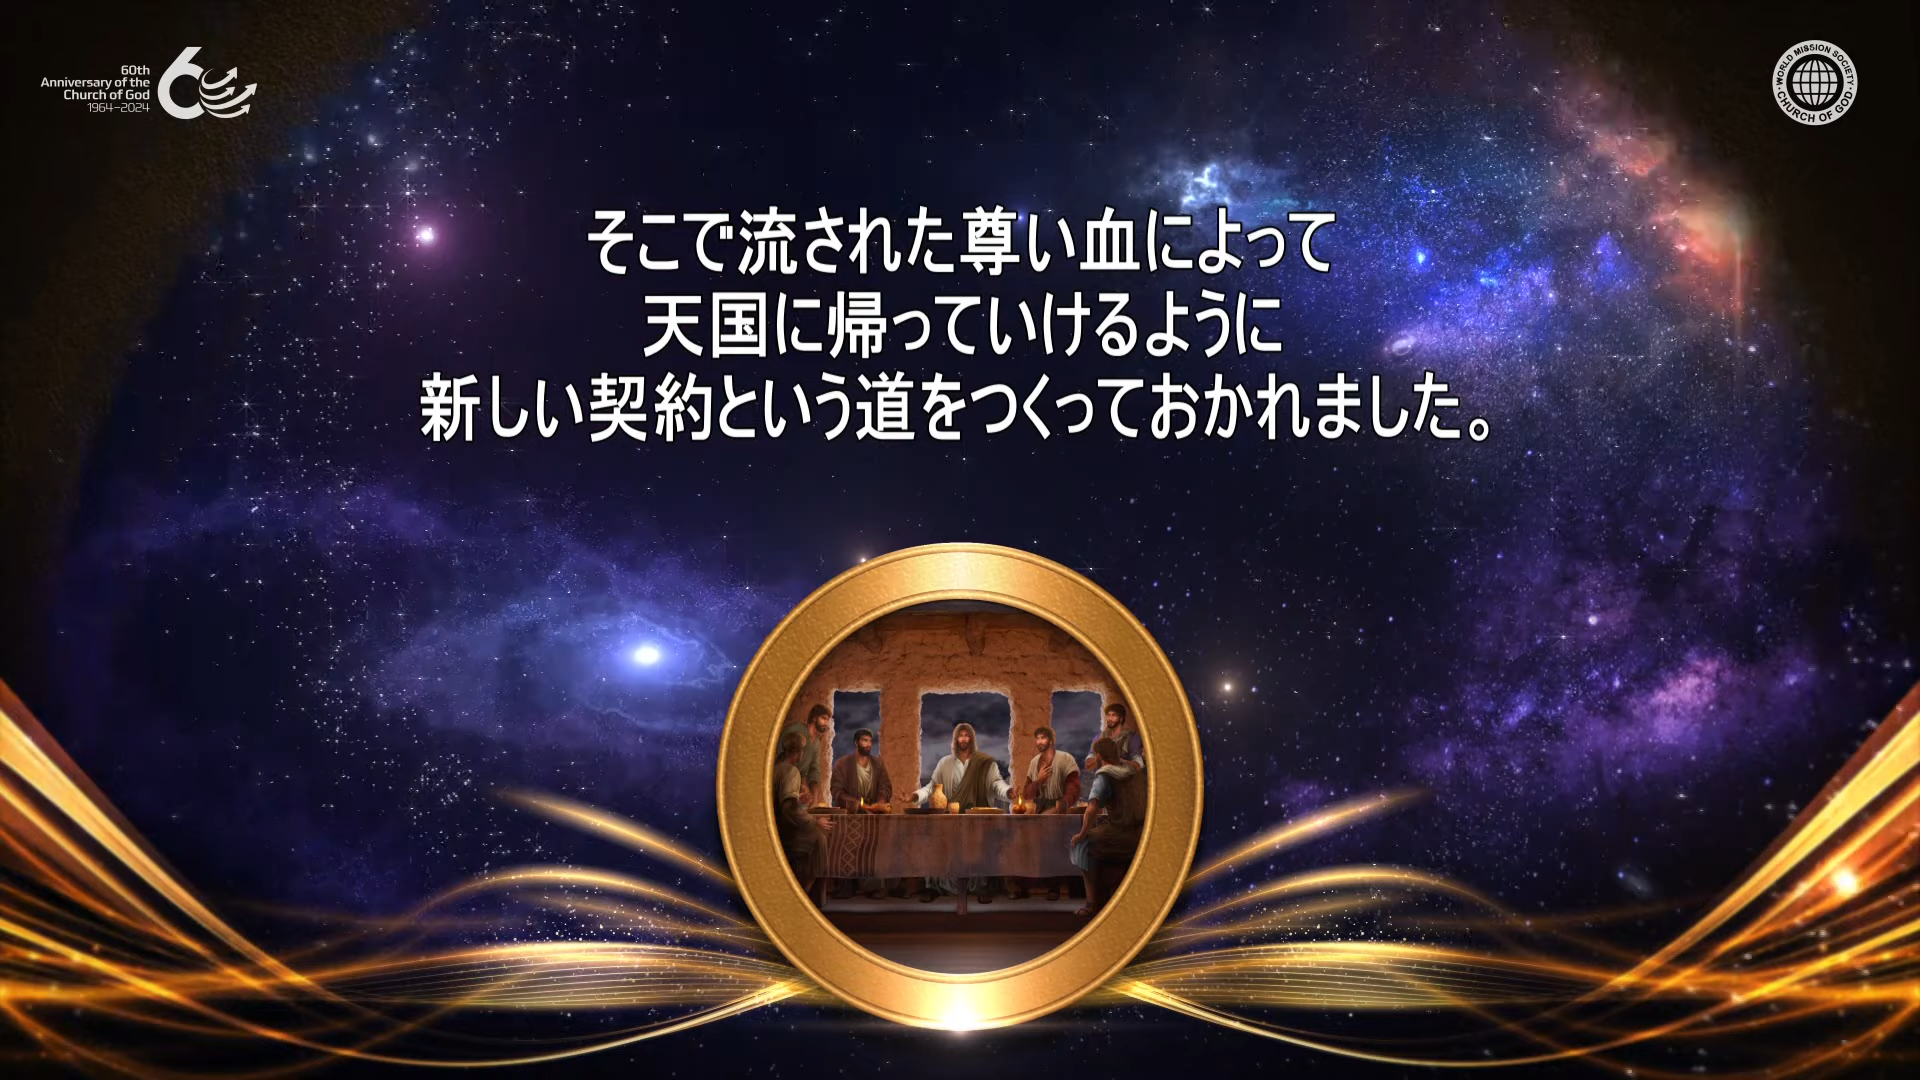 60th
Anniversary of the
Church of God
1964–2024
WORLD MISSION SOCIETY
CHURCH OF GOD
そこで流された尊い血によって
天国に帰っていけるように
新しい契約という道をつくっておかれました。